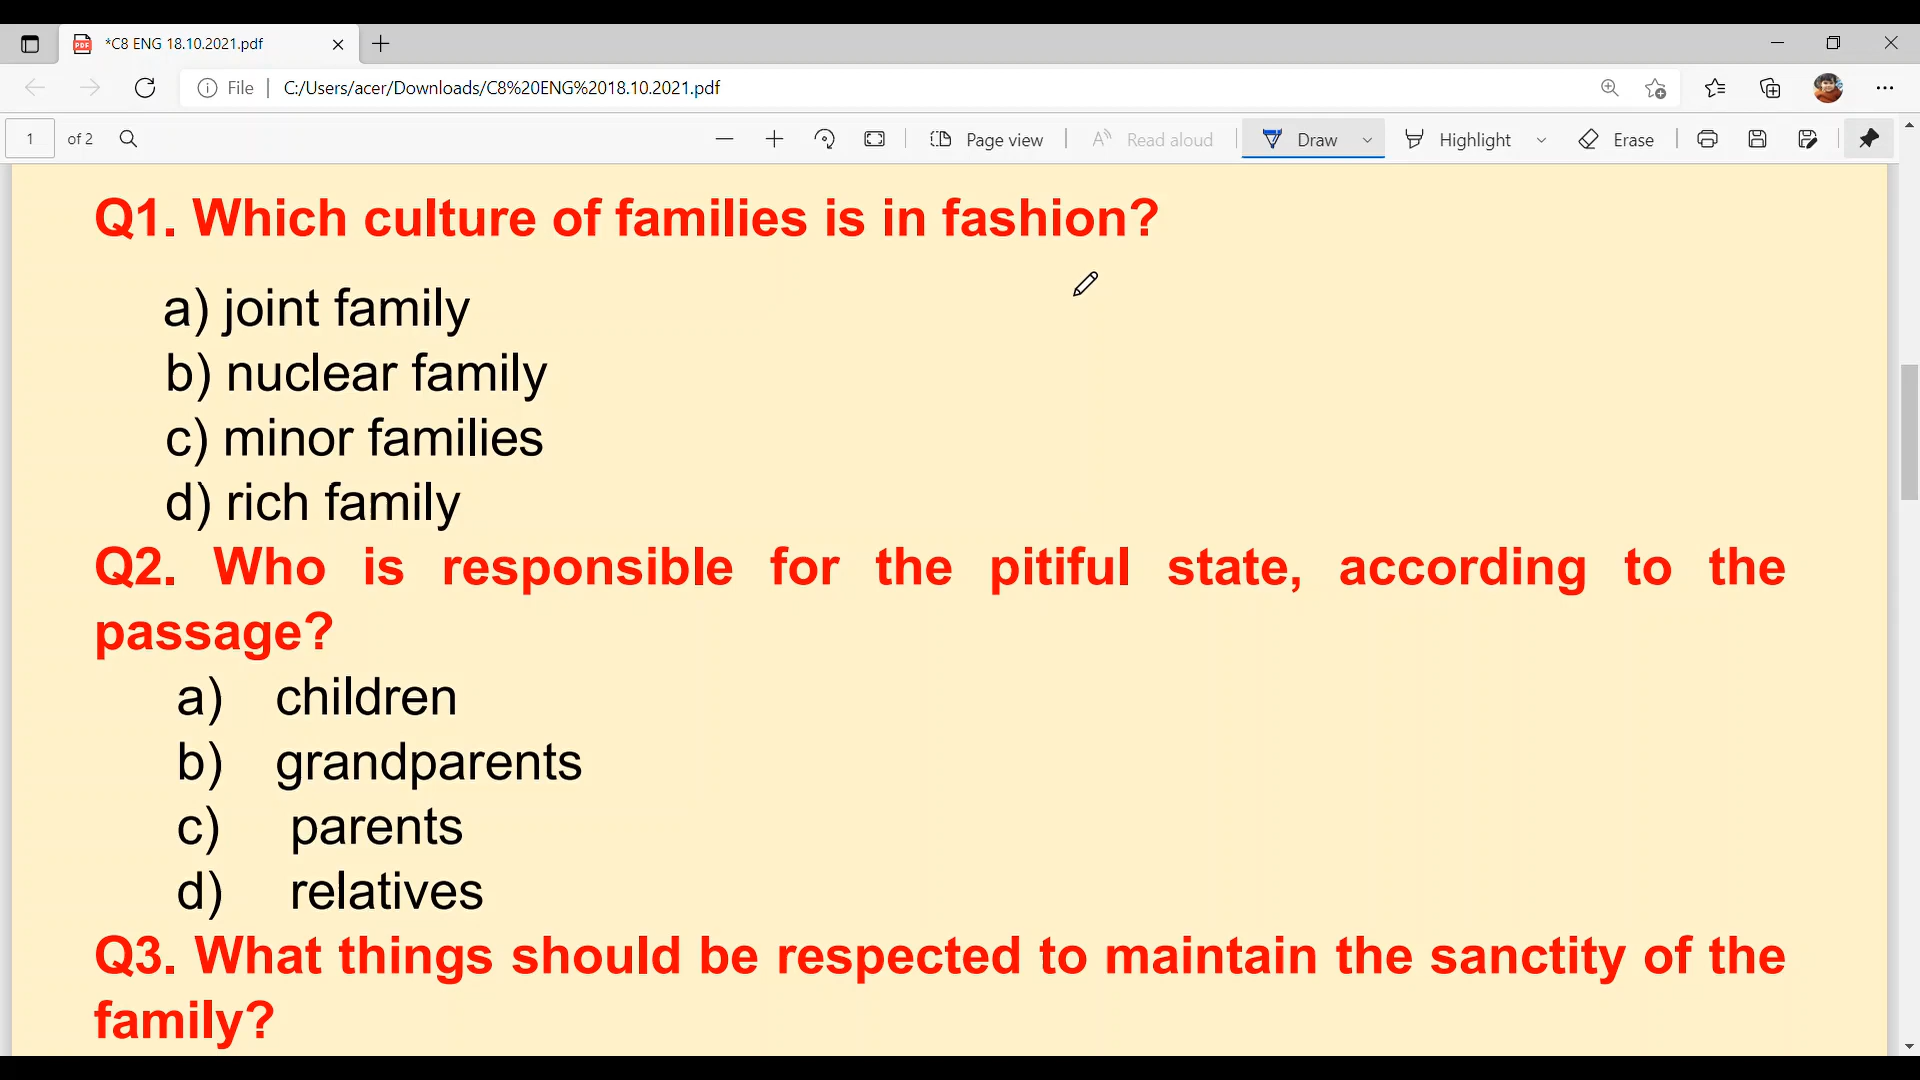 *C8 ENG 18.10.2021.pdf
File | C:/Users/acer/Downloads/C8%20ENG%2018.10.2021.pdf
1 of 2 Page view Read aloud Draw Highlight Erase
Q1. Which culture of families is in fashion?
a) joint family
b) nuclear family
c) minor families
d) rich family
Q2. Who is responsible for the pitiful state, according to the
passage?
a) children
b) grandparents
c) parents
d) relatives
Q3. What things should be respected to maintain the sanctity of the
family?